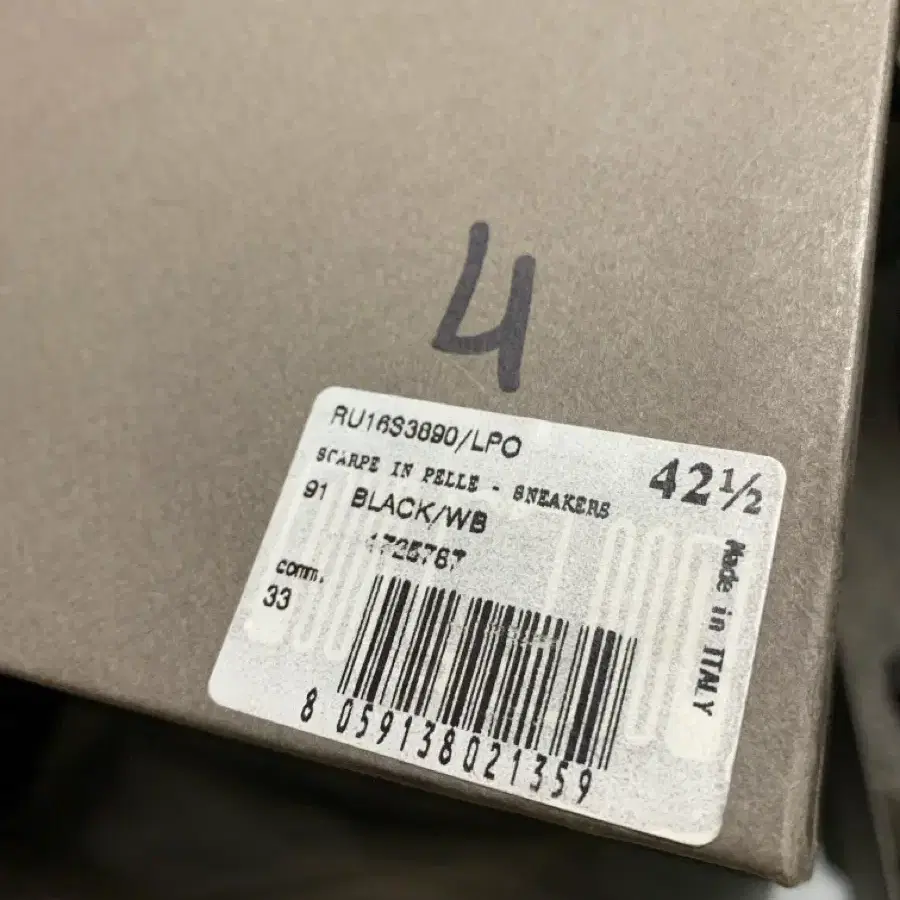 4
RU16S3890/LPO
SCARPE IN PELLE - SNEAKERS
42½
91 BLACK/WB
1725787
comm.
33
Made in ITALY
8 059138 021359